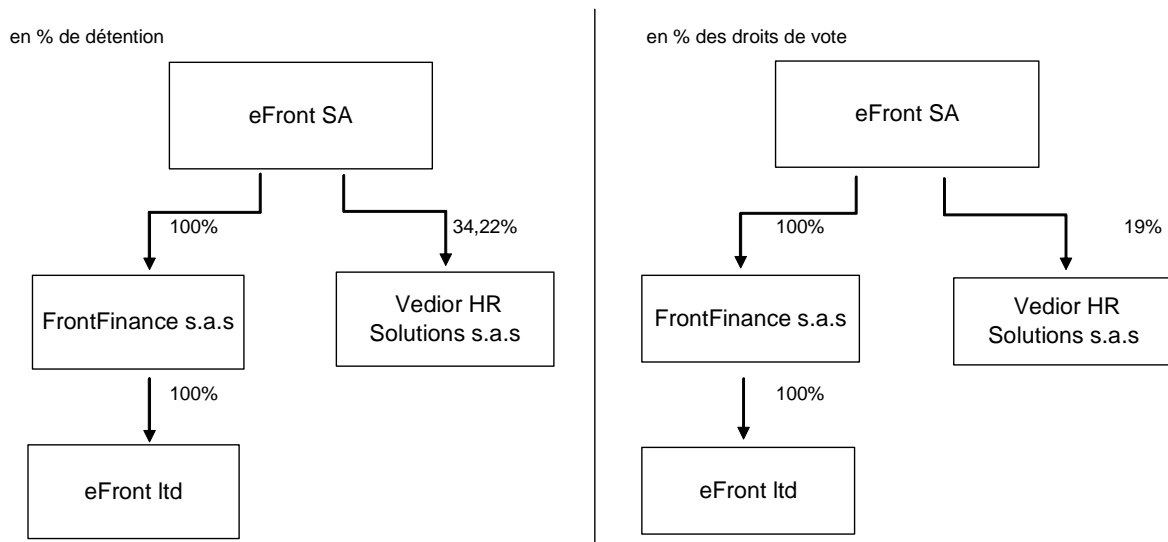 en % de détention
eFront SA
100%
34,22%
FrontFinance s.a.s
Vedior HR
Solutions s.a.s
100%
eFront ltd
en % des droits de vote
eFront SA
100%
19%
FrontFinance s.a.s
Vedior HR
Solutions s.a.s
100%
eFront ltd